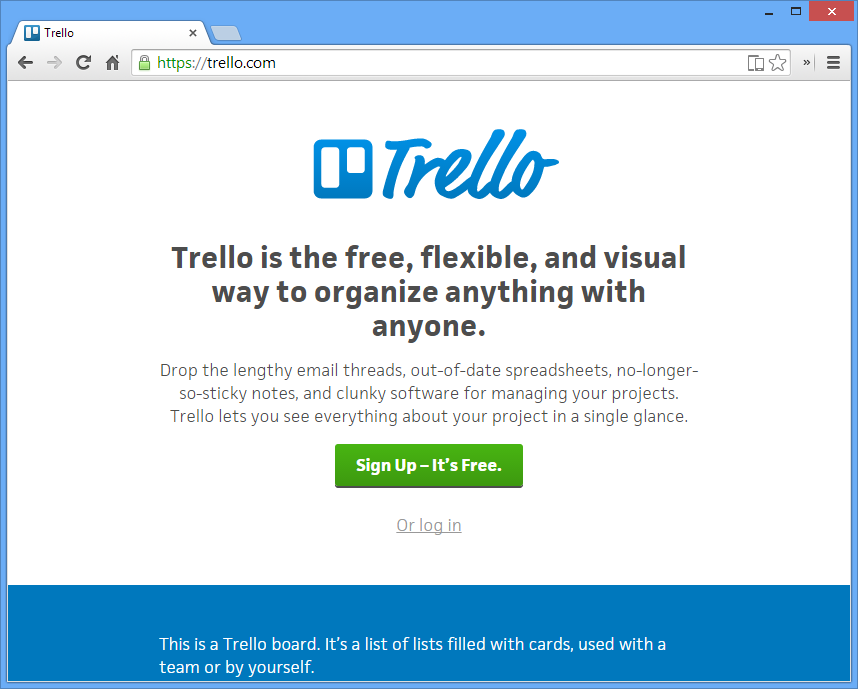 Trello
https://trello.com
Trello
Trello is the free, flexible, and visual
way to organize anything with
anyone.
Drop the lengthy email threads, out-of-date spreadsheets, no-longer-
so-sticky notes, and clunky software for managing your projects.
Trello lets you see everything about your project in a single glance.
Sign Up – It’s Free.
Or log in
This is a Trello board. It’s a list of lists filled with cards, used with a
team or by yourself.